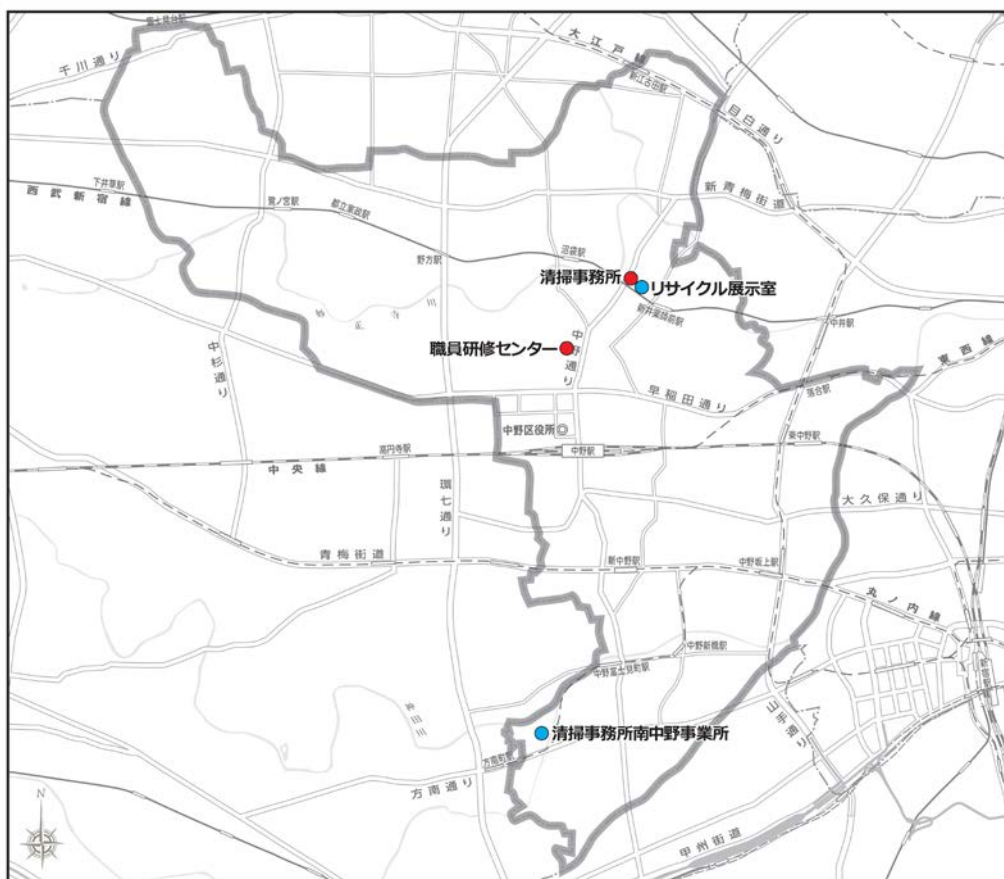 富士見台駅
千川通り
大江戸線
新江古田駅
目白通り
下井草駅
西武新宿線
鷺ノ宮駅
都立家政駅
野方駅
沼袋駅
新青梅街道
清掃事務所
リサイクル展示室
新井薬師前駅
中井駅
妙正寺川
職員研修センター
中野通り
中杉通り
早稲田通り
落合駅
東西線
中野区役所
高円寺駅
中野駅
東中野駅
中央線
環七通り
大久保通り
青梅街道
新中野駅
中野坂上駅
丸ノ内線
中野新橋駅
中野富士見町駅
新宿駅
善福寺川
山手通り
清掃事務所南中野事業所
方南町駅
方南通り
甲州街道
N